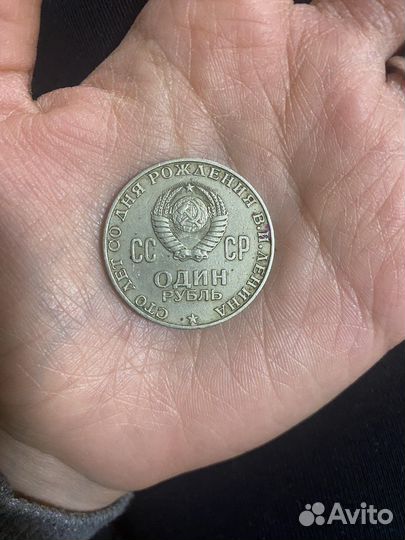 СТО ЛЕТ СО ДНЯ РОЖДЕНИЯ В.И.ЛЕНИНА
СС СР
ОДИН
РУБЛЬ
Avito